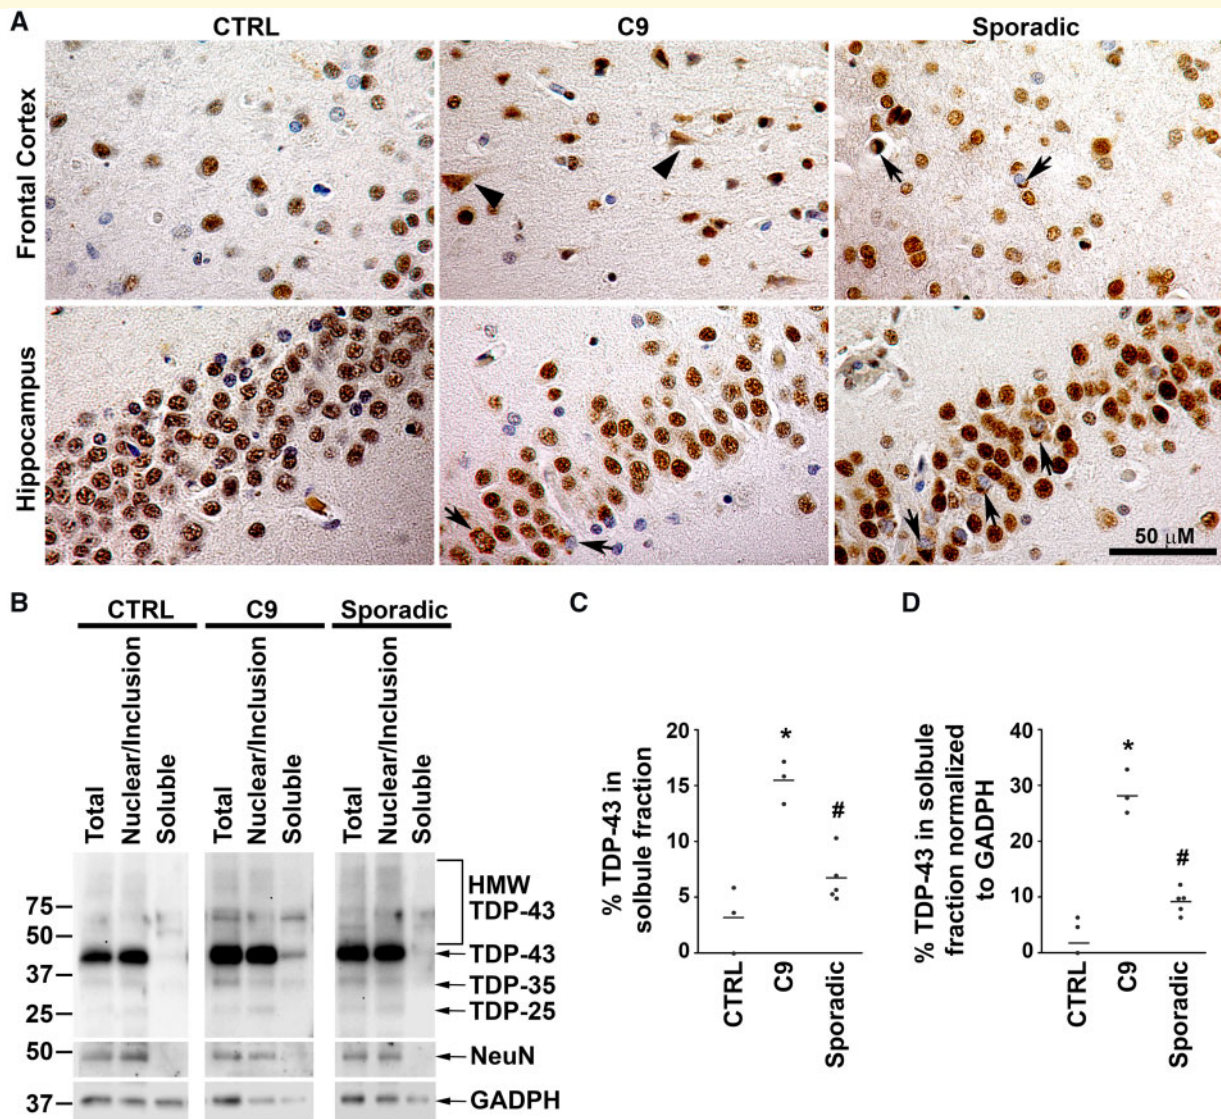 A
CTRL
C9
Sporadic
Frontal Cortex
Hippocampus
50 µM
B
CTRL
C9
Sporadic
Total
Nuclear/Inclusion
Soluble
Total
Nuclear/Inclusion
Soluble
Total
Nuclear/Inclusion
Soluble
75
50
37
25
50
37
HMW
TDP-43
TDP-43
TDP-35
TDP-25
NeuN
GADPH
C
% TDP-43 in
solbule fraction
20
15
10
5
0
*
#
CTRL
C9
Sporadic
D
% TDP-43 in solbule
fraction normalized
to GADPH
40
30
20
10
0
*
#
CTRL
C9
Sporadic